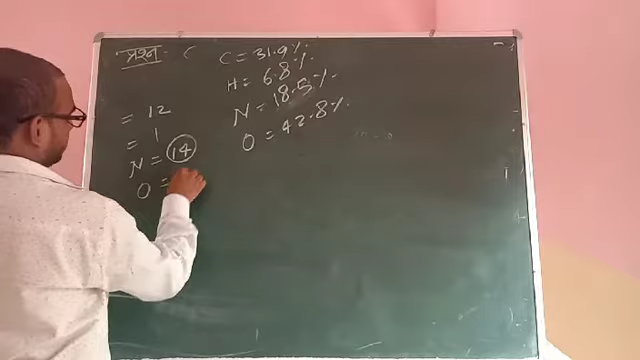 प्रश्न - C C = 31.9%
H = 6.8%
N = 18.5%
O = 42.8%
= 12
= 1
N = 14
O =